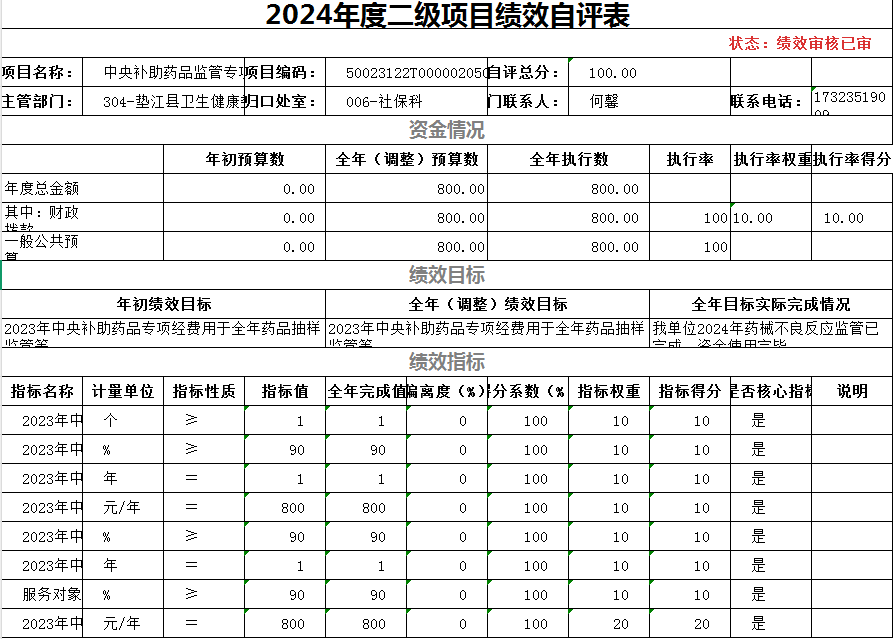 2024年度二级项目绩效自评表
状态：绩效审核已审
项目名称： 中央补助药品监管专项 项目编码： 50023122T000002050 自评总分： 100.00
主管部门： 304-垫江县卫生健康 归口处室： 006-社保科 门联系人： 何馨 联系电话： 173235190
资金情况
年初预算数 全年（调整）预算数 全年执行数 执行率 执行率权重 执行率得分
年度总金额 0.00 800.00 800.00
其中：财政拨款 0.00 800.00 800.00 100 10.00 10.00
一般公共预算 0.00 800.00 800.00 100
绩效目标
年初绩效目标 全年（调整）绩效目标 全年目标实际完成情况
2023年中央补助药品专项经费用于全年药品抽样监管等 2023年中央补助药品专项经费用于全年药品抽样监管等 我单位2024年药械不良反应监管已完成，资金使用完毕
绩效指标
指标名称 计量单位 指标性质 指标值 全年完成值 偏离度（%） 得分系数（% 指标权重 指标得分 是否核心指标 说明
2023年中 个 ≥ 1 1 0 100 10 10 是
2023年中 % ≥ 90 90 0 100 10 10 是
2023年中 年 ＝ 1 1 0 100 10 10 是
2023年中 元/年 ＝ 800 800 0 100 10 10 是
2023年中 % ≥ 90 90 0 100 10 10 是
2023年中 年 ＝ 1 1 0 100 10 10 是
服务对象 % ≥ 90 90 0 100 10 10 是
2023年中 元/年 ＝ 800 800 0 100 20 20 是